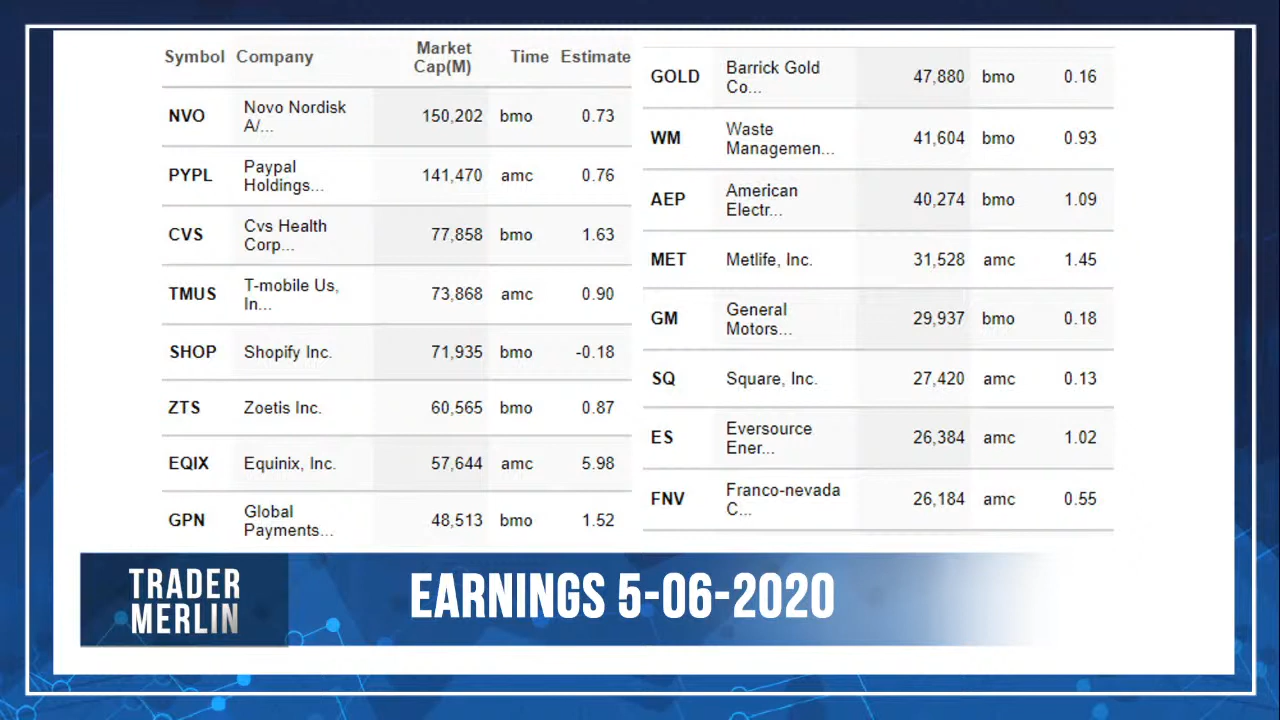 Symbol Company Market Cap(M) Time Estimate
NVO Novo Nordisk A/... 150,202 bmo 0.73
PYPL Paypal Holdings... 141,470 amc 0.76
CVS Cvs Health Corp... 77,858 bmo 1.63
TMUS T-mobile Us, In... 73,868 amc 0.90
SHOP Shopify Inc. 71,935 bmo -0.18
ZTS Zoetis Inc. 60,565 bmo 0.87
EQIX Equinix, Inc. 57,644 amc 5.98
GPN Global Payments... 48,513 bmo 1.52
GOLD Barrick Gold Co... 47,880 bmo 0.16
WM Waste Managemen... 41,604 bmo 0.93
AEP American Electr... 40,274 bmo 1.09
MET Metlife, Inc. 31,528 amc 1.45
GM General Motors... 29,937 bmo 0.18
SQ Square, Inc. 27,420 amc 0.13
ES Eversource Ener... 26,384 amc 1.02
FNV Franco-nevada C... 26,184 amc 0.55
TRADER
MERLIN
EARNINGS 5-06-2020